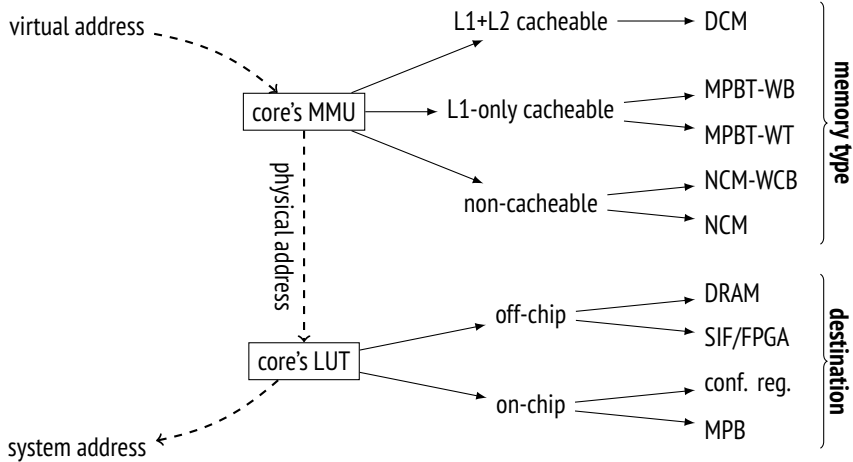 virtual address
L1+L2 cacheable
DCM
core's MMU
L1-only cacheable
MPBT-WB
MPBT-WT
non-cacheable
NCM-WCB
NCM
memory type
physical address
core's LUT
off-chip
DRAM
SIF/FPGA
on-chip
conf. reg.
MPB
destination
system address